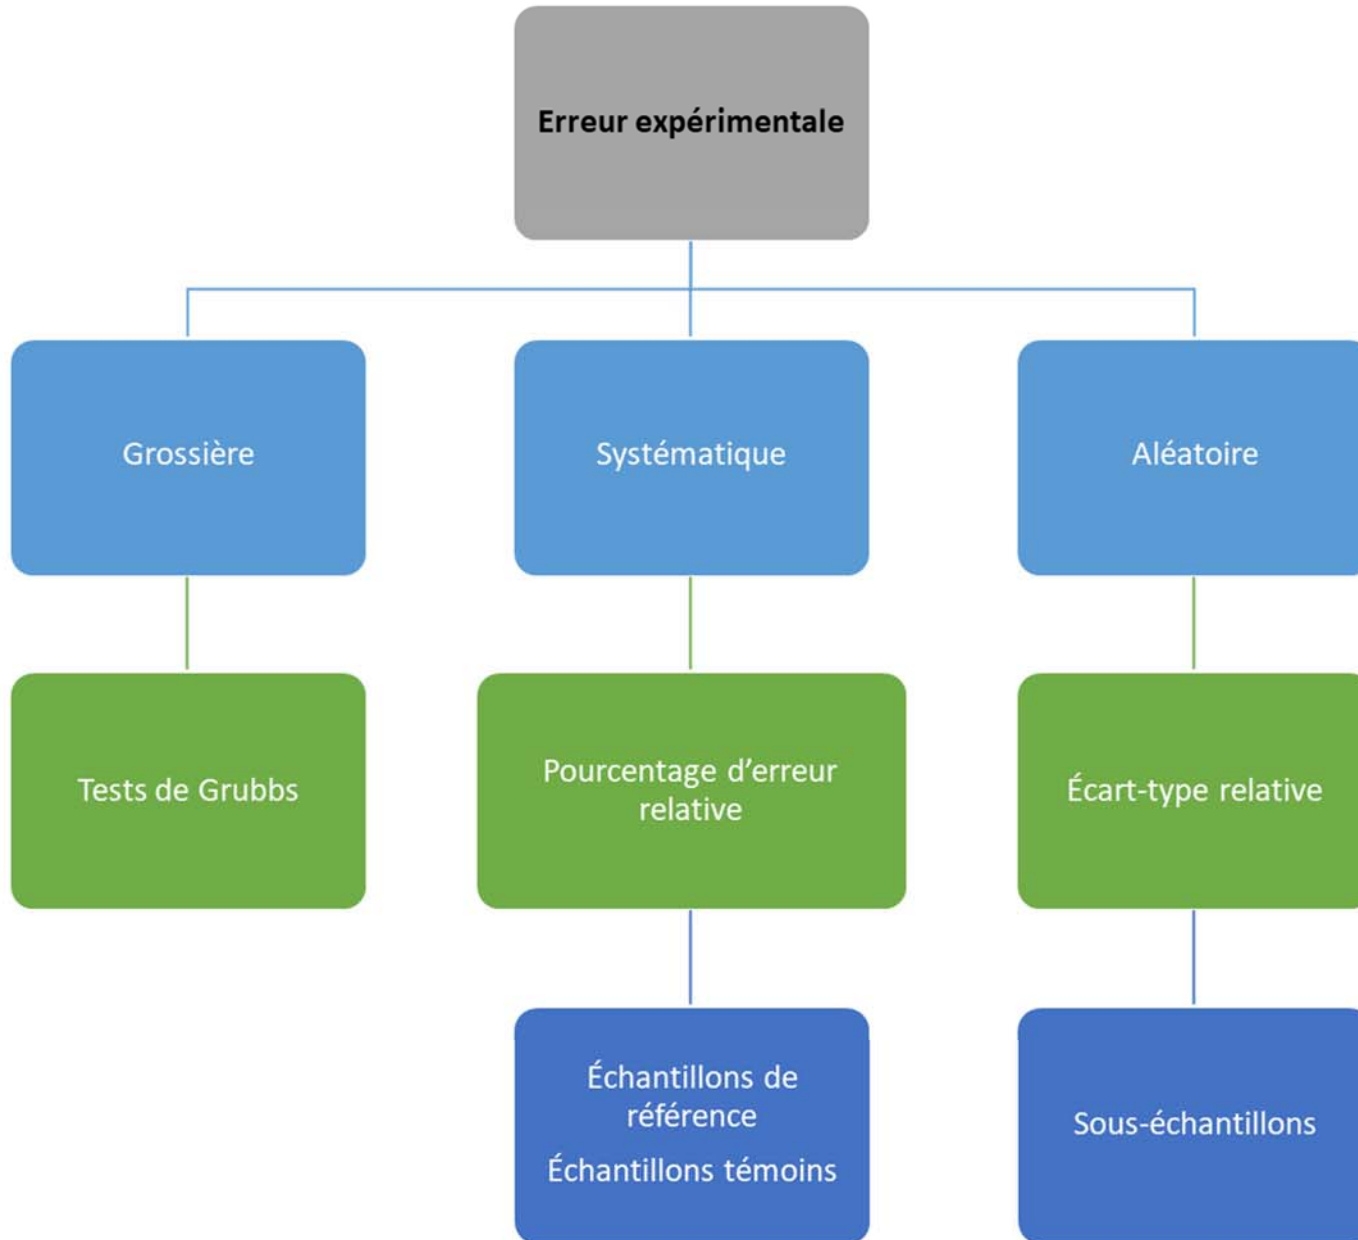 Erreur expérimentale
Grossière
Systématique
Aléatoire
Tests de Grubbs
Pourcentage d’erreur
relative
Écart-type relative
Échantillons de
référence
Échantillons témoins
Sous-échantillons